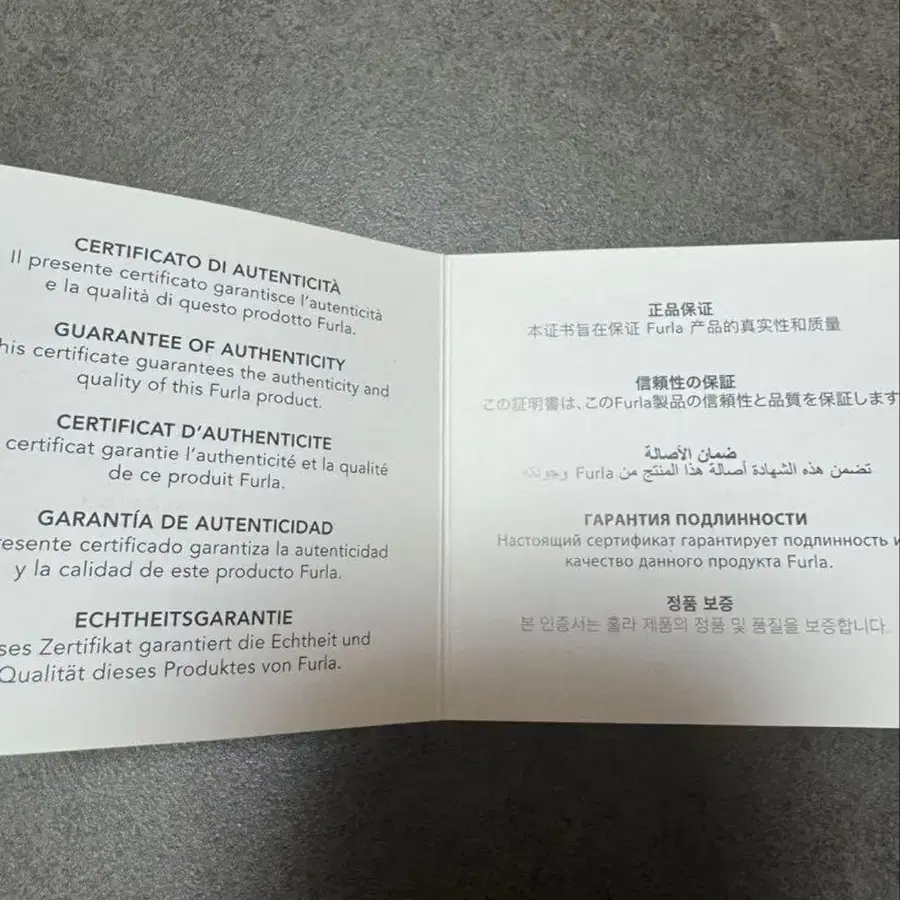 CERTIFICATO DI AUTENTICITÀ
Il presente certificato garantisce l'autenticità
e la qualità di questo prodotto Furla.
GUARANTEE OF AUTHENTICITY
his certificate guarantees the authenticity and
quality of this Furla product.
CERTIFICAT D'AUTHENTICITE
certificat garantie l'authenticité et la qualité
de ce produit Furla.
GARANTÍA DE AUTENTICIDAD
esente certificado garantiza la autenticidad
y la calidad de este producto Furla.
ECHTHEITSGARANTIE
ses Zertifikat garantiert die Echtheit und
Qualität dieses Produktes von Furla.
正品保证
本证书旨在保证 Furla 产品的真实性和质量
信頼性の保証
この証明書は、このFurla製品の信頼性と品質を保証します
ضمان الأصالة
تضمن هذه الشهادة أصالة هذا المنتج من Furla وجودته
ГАРАНТИЯ ПОДЛИННОСТИ
Настоящий сертификат гарантирует подлинность и
качество данного продукта Furla.
정품 보증
본 인증서는 훌라 제품의 정품 및 품질을 보증합니다.